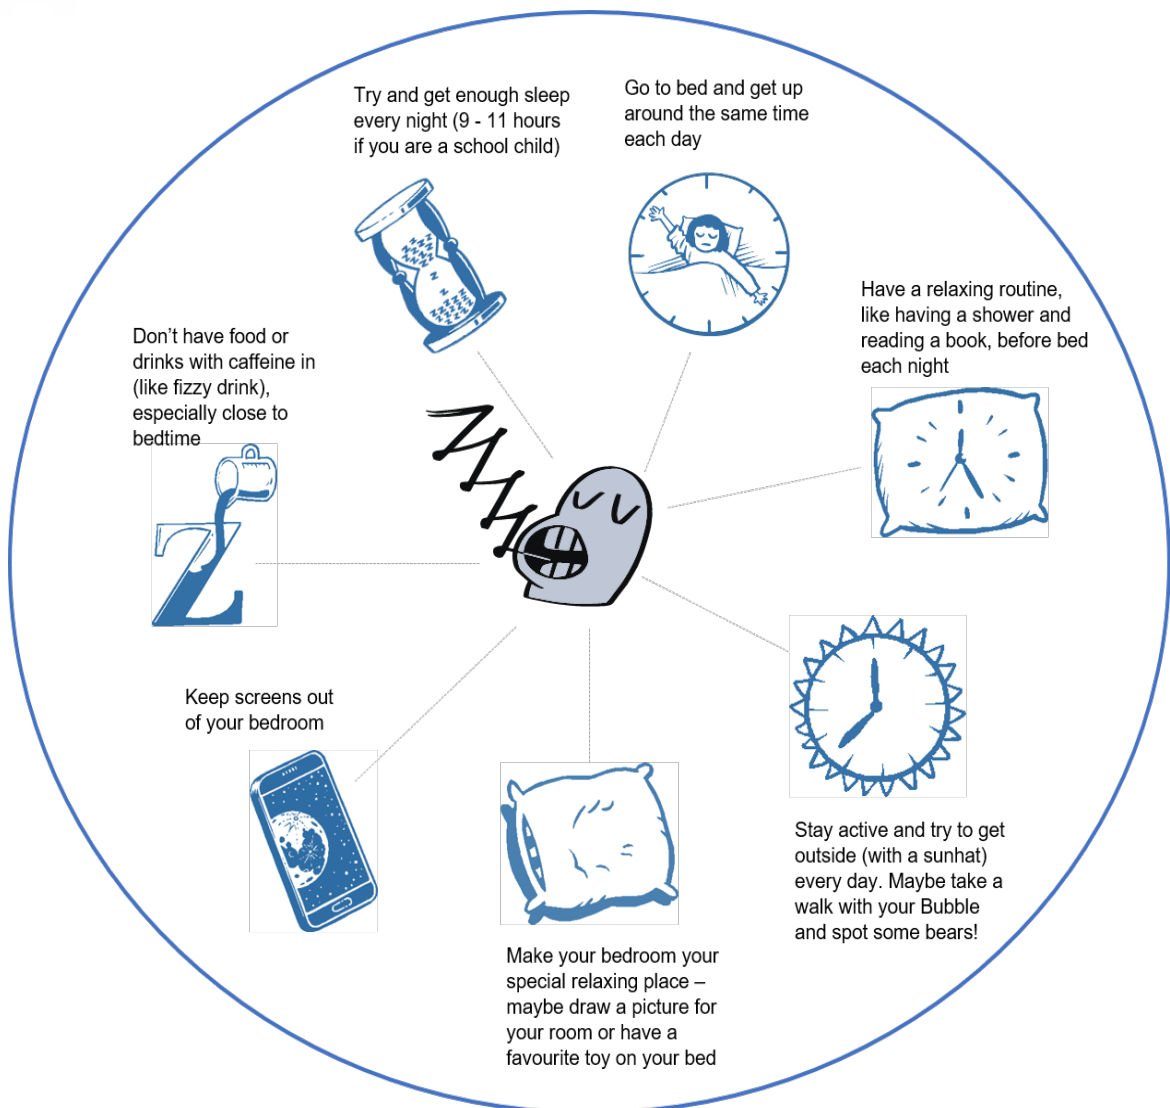 Try and get enough sleep
every night (9 - 11 hours
if you are a school child)
Go to bed and get up
around the same time
each day
Have a relaxing routine,
like having a shower and
reading a book, before bed
each night
Stay active and try to get
outside (with a sunhat)
every day. Maybe take a
walk with your Bubble
and spot some bears!
Make your bedroom your
special relaxing place –
maybe draw a picture for
your room or have a
favourite toy on your bed
Keep screens out
of your bedroom
Don’t have food or
drinks with caffeine in
(like fizzy drink),
especially close to
bedtime